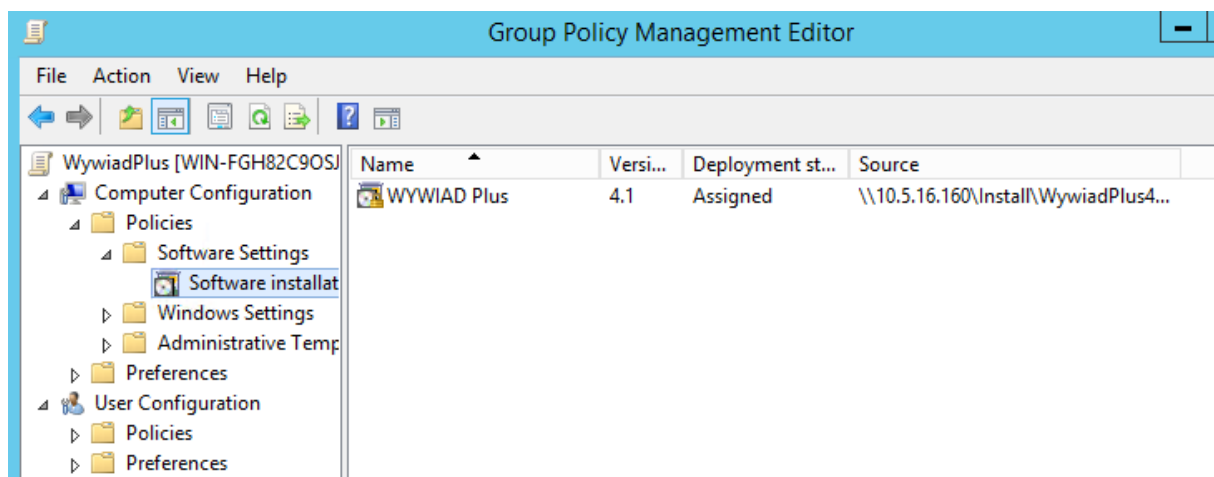 Group Policy Management Editor
File Action View Help
WywiadPlus [WIN-FGH82C9OSJ
Computer Configuration
Policies
Software Settings
Software installat
Windows Settings
Administrative Temp
Preferences
User Configuration
Policies
Preferences
Name Versi... Deployment st... Source
WYWIAD Plus 4.1 Assigned \\10.5.16.160\Install\WywiadPlus4...